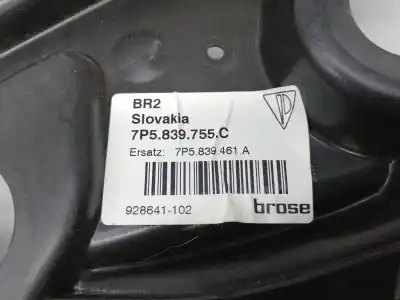 BR2
Slovakia
7P5.839.755.C
Ersatz: 7P5.839.461.A
928641-102
brose